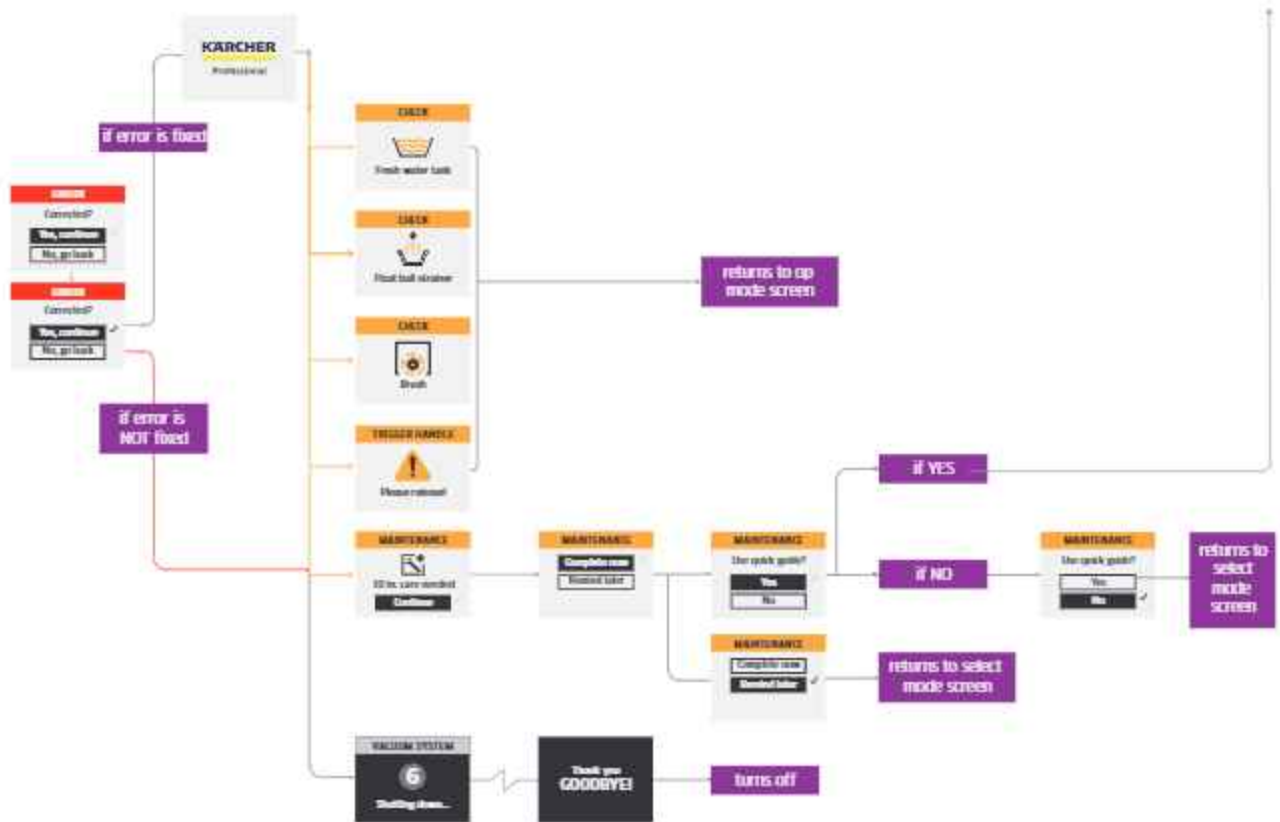 KÄRCHER
Professional
if error is fixed
ERROR
Corrected?
Yes, continue
No, go back
ERROR
Corrected?
Yes, continue
No, go back
if error is
NOT fixed
CHECK
Fresh water tank
CHECK
Float ball strainer
CHECK
Brush
TRIGGER HANDLE
Please release!
returns to op
mode screen
MAINTENANCE
care needed
Continue
MAINTENANCE
Complete now
Remind later
MAINTENANCE
Use quick guide?
Yes
No
if YES
if NO
MAINTENANCE
Use quick guide?
Yes
No
returns to
select
mode
screen
MAINTENANCE
Complete now
Remind later
returns to select
mode screen
VACUUM SYSTEM
6
Shutting down...
Thank you
GOODBYE!
turns off